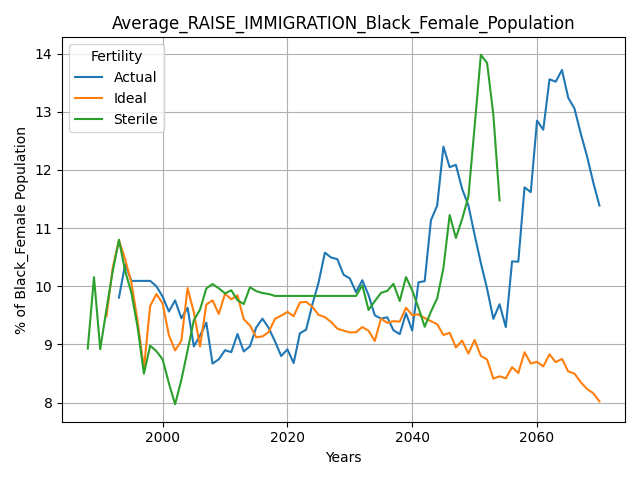 Average_RAISE_IMMIGRATION_Black_Female_Population
Fertility
Actual
Ideal
Sterile
% of Black_Female Population
14
13
12
11
10
9
8
2000
2020
2040
2060
Years